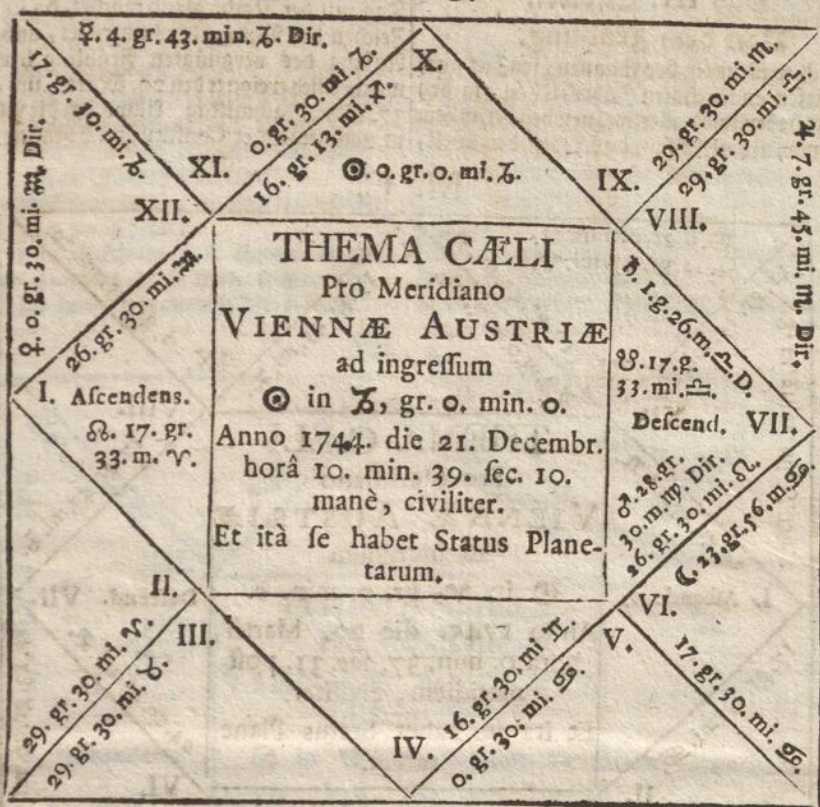 ☿. 4. gr. 43. min. ♑. Dir.
17. gr. 30. mi. ♑.
XI.
0. gr. 30. mi. ♑.
16. gr. 13. mi. ♐.
X.
☉. 0. gr. 0. mi. ♑.
IX.
29. gr. 30. mi. ♏.
29. gr. 30. mi. ♎.
VIII.
♃. 7. gr. 45. mi. ♏. Dir.
XII.
♀. 0. gr. 30. mi. ♒. Dir.
26. gr. 30. mi. ♒.
THEMA CÆLI
Pro Meridiano
VIENNÆ AUSTRIÆ
ad ingreſſum
☉ in ♑, gr. 0. min. 0.
Anno 1744. die 21. Decembr.
horâ 10. min. 39. ſec. 10.
manè, civiliter.
Et ità ſe habet Status Plane-
tarum.
♄. 1. g. 26. m. ♎. D.
☋. 17. g.
33. mi. ♎.
Deſcend. VII.
♂. 28. gr.
30. m. ♍. Dir.
26. gr. 30. mi. ♌.
☾. 23. gr. 56. m. ♋.
I. Aſcendens.
☊. 17. gr.
33. m. ♈.
II.
29. gr. 30. mi. ♈.
29. gr. 30. mi. ♉.
III.
IV.
16. gr. 30. mi. ♊.
0. gr. 30. mi. ♋.
V.
VI.
17. gr. 30. mi. ♋.